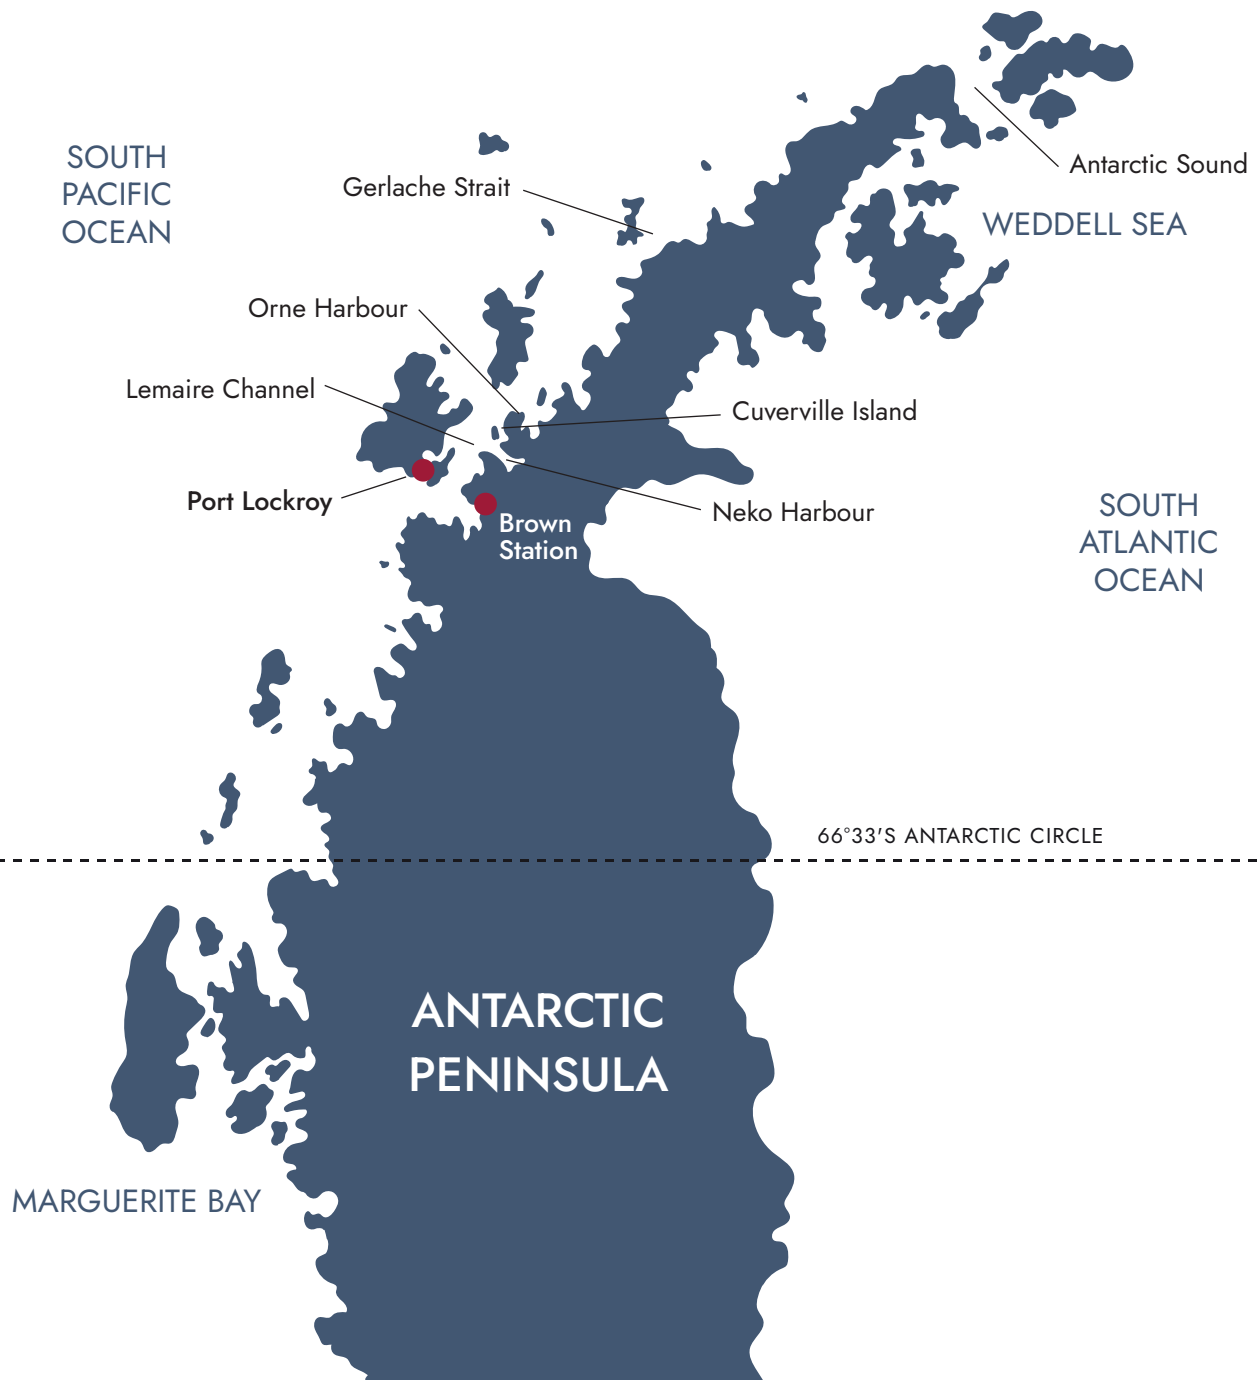 SOUTH
PACIFIC
OCEAN
Gerlache Strait
Antarctic Sound
WEDDELL SEA
Orne Harbour
Lemaire Channel
Cuverville Island
Port Lockroy
Neko Harbour
Brown
Station
SOUTH
ATLANTIC
OCEAN
66°33'S ANTARCTIC CIRCLE
ANTARCTIC
PENINSULA
MARGUERITE BAY